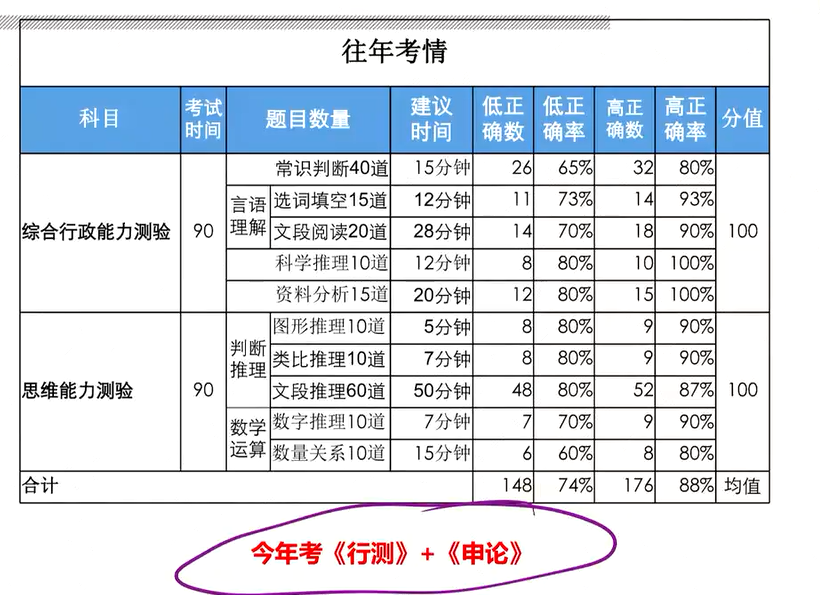 往年考情
科目 考试时间 题目数量 建议时间 低正确数 低正确率 高正确数 高正确率 分值
综合行政能力测验 90 常识判断40道 15分钟 26 65% 32 80% 100
言语理解 选词填空15道 12分钟 11 73% 14 93%
文段阅读20道 28分钟 14 70% 18 90%
科学推理10道 12分钟 8 80% 10 100%
资料分析15道 20分钟 12 80% 15 100%
思维能力测验 90 判断推理 图形推理10道 5分钟 8 80% 9 90% 100
类比推理10道 7分钟 8 80% 9 90%
文段推理60道 50分钟 48 80% 52 87%
数学运算 数字推理10道 7分钟 7 70% 9 90%
数量关系10道 15分钟 6 60% 8 80%
合计 148 74% 176 88% 均值
今年考《行测》+《申论》